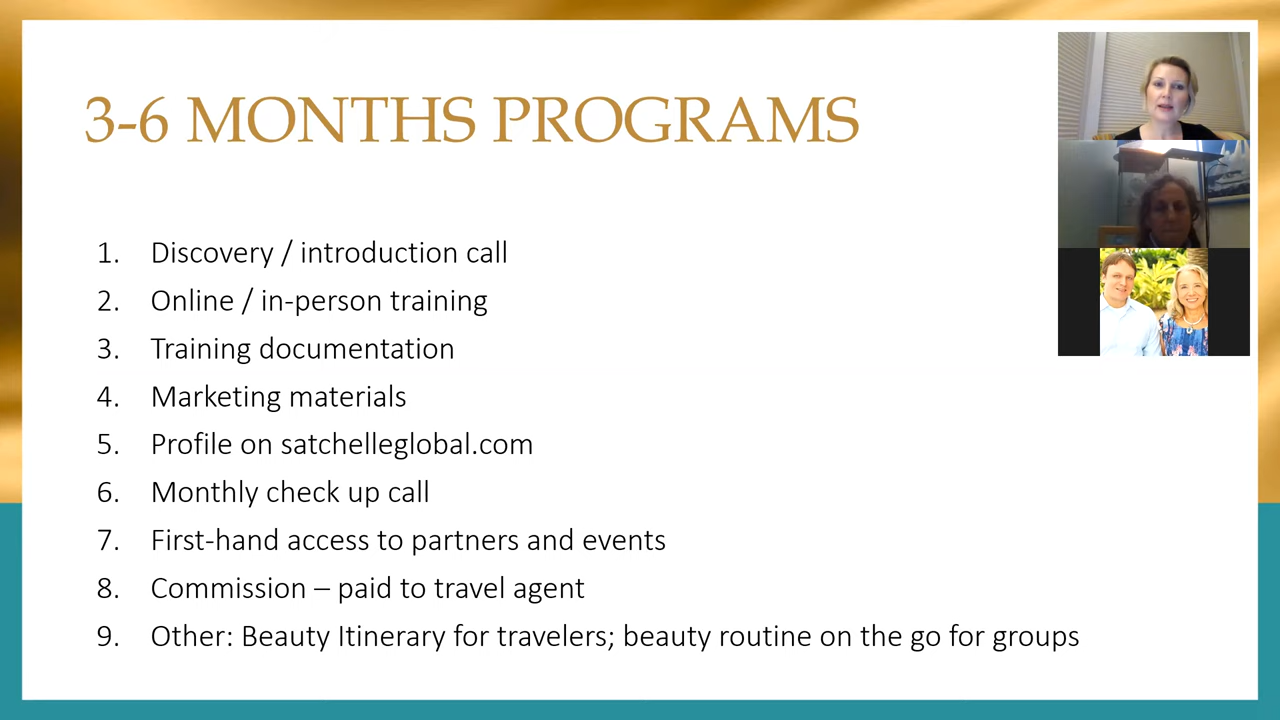 3-6 MONTHS PROGRAMS
1. Discovery / introduction call
2. Online / in-person training
3. Training documentation
4. Marketing materials
5. Profile on satchelleglobal.com
6. Monthly check up call
7. First-hand access to partners and events
8. Commission – paid to travel agent
9. Other: Beauty Itinerary for travelers; beauty routine on the go for groups